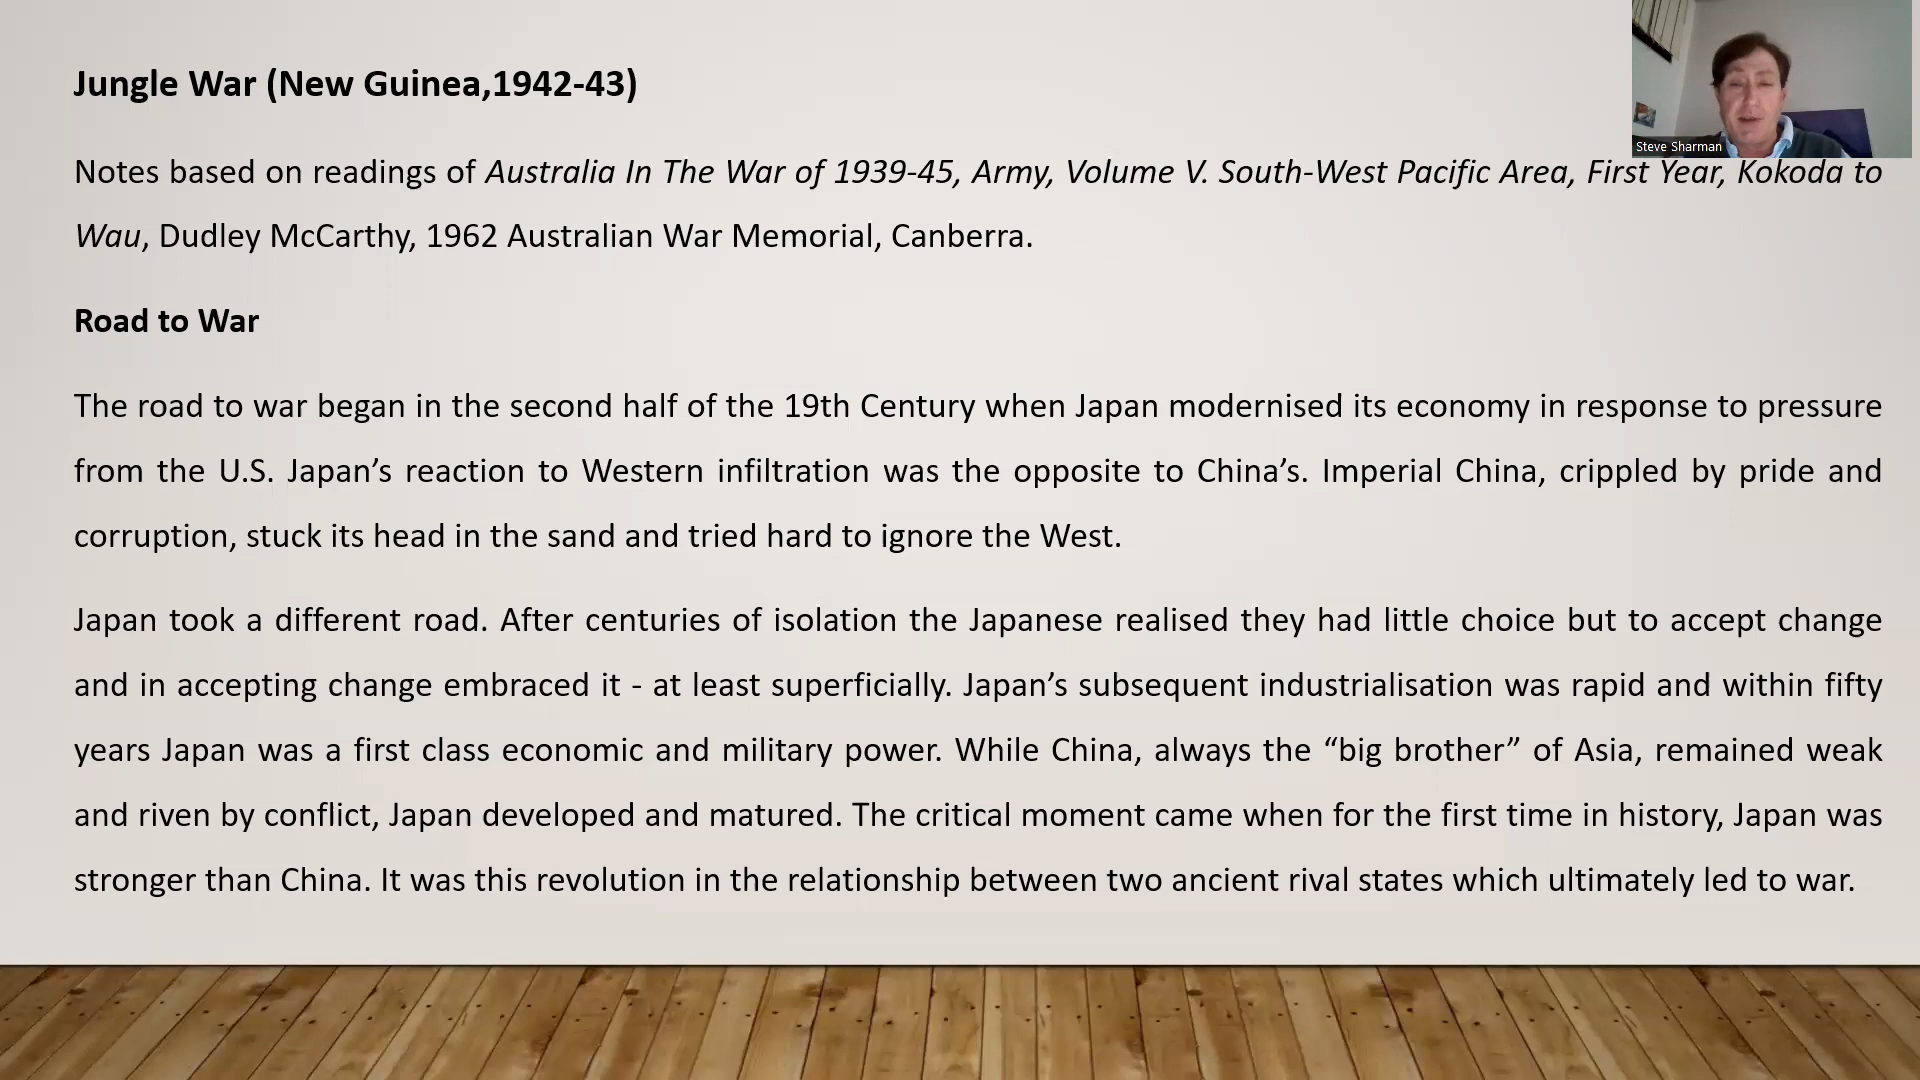 Jungle War (New Guinea,1942-43)
Steve Sharman
Notes based on readings of Australia In The War of 1939-45, Army, Volume V. South-West Pacific Area, First Year, Kokoda to
Wau, Dudley McCarthy, 1962 Australian War Memorial, Canberra.
Road to War
The road to war began in the second half of the 19th Century when Japan modernised its economy in response to pressure
from the U.S. Japan’s reaction to Western infiltration was the opposite to China’s. Imperial China, crippled by pride and
corruption, stuck its head in the sand and tried hard to ignore the West.
Japan took a different road. After centuries of isolation the Japanese realised they had little choice but to accept change
and in accepting change embraced it - at least superficially. Japan’s subsequent industrialisation was rapid and within fifty
years Japan was a first class economic and military power. While China, always the “big brother” of Asia, remained weak
and riven by conflict, Japan developed and matured. The critical moment came when for the first time in history, Japan was
stronger than China. It was this revolution in the relationship between two ancient rival states which ultimately led to war.